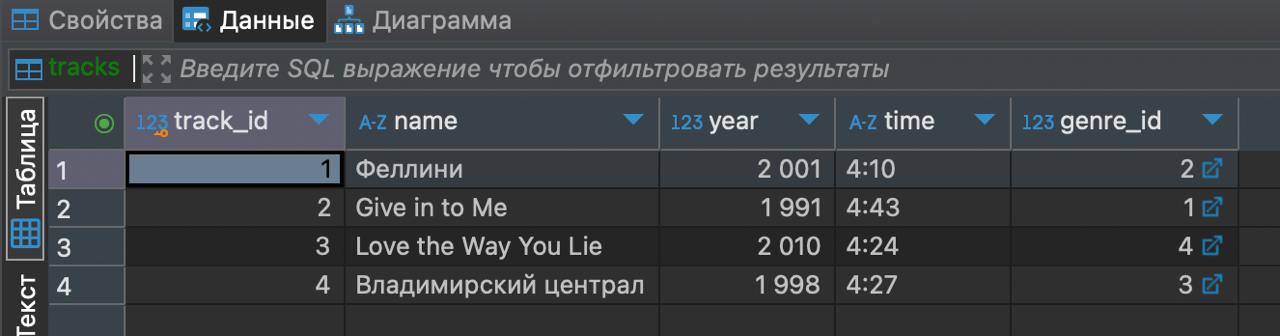 Свойства Данные Диаграмма
tracks Введите SQL выражение чтобы отфильтровать результаты
Таблица
Текст
123 track_id A-Z name 123 year A-Z time 123 genre_id
1 1 Феллини 2 001 4:10 2
2 2 Give in to Me 1 991 4:43 1
3 3 Love the Way You Lie 2 010 4:24 4
4 4 Владимирский централ 1 998 4:27 3